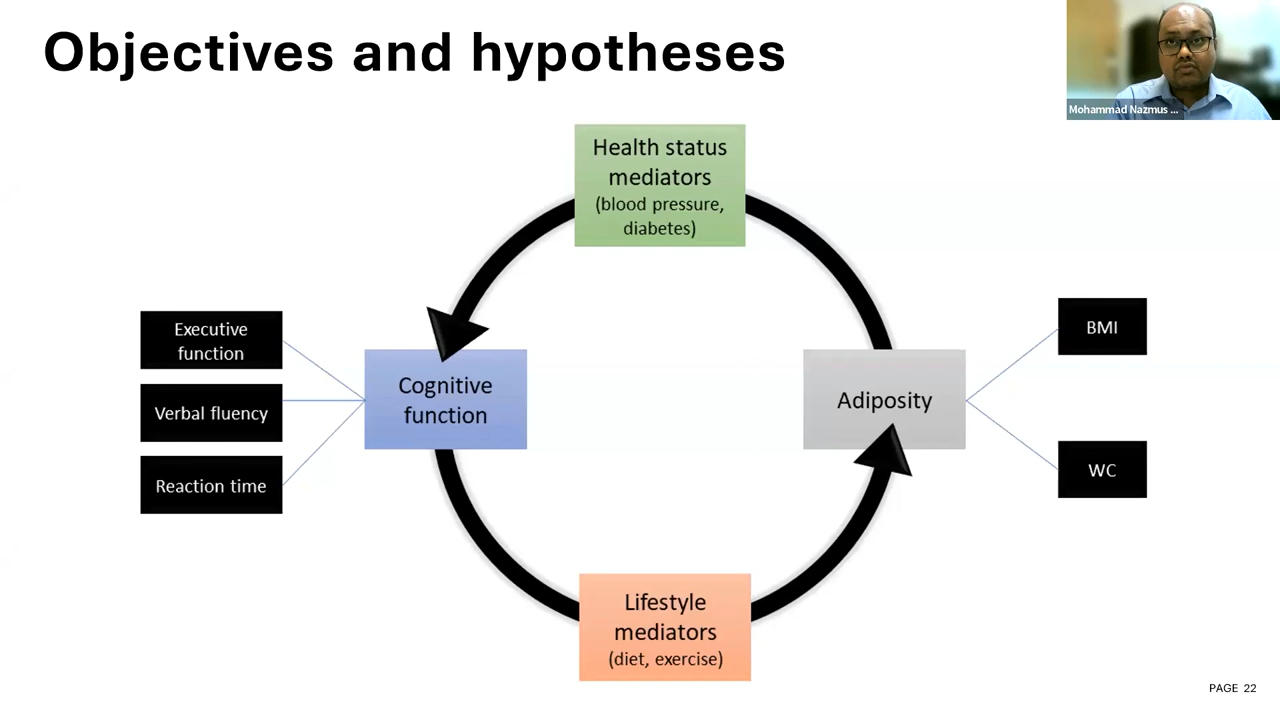 Objectives and hypotheses
Mohammad Nazmus ...
Health status
mediators
(blood pressure,
diabetes)
Executive
function
Verbal fluency
Reaction time
Cognitive
function
Adiposity
BMI
WC
Lifestyle
mediators
(diet, exercise)
PAGE 22